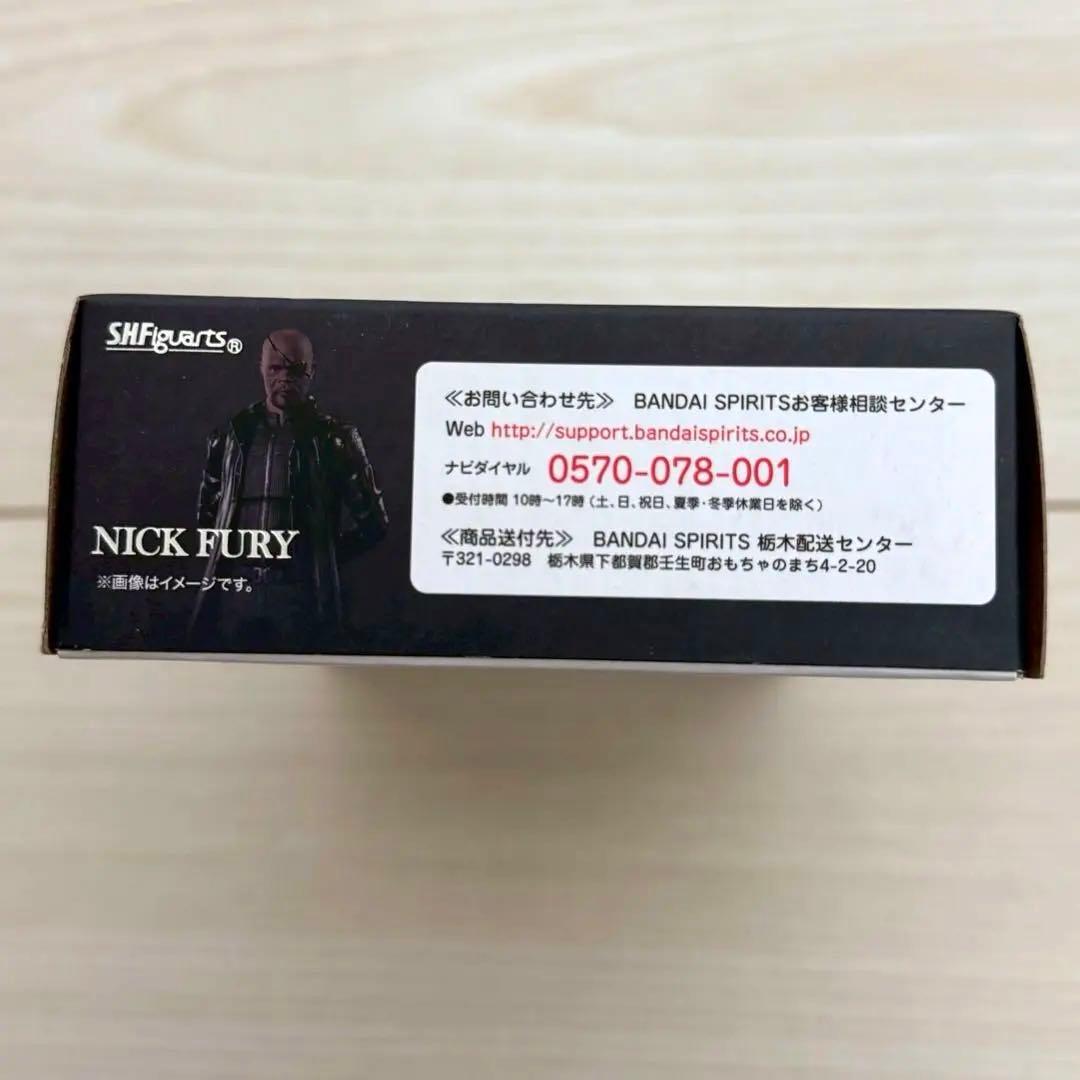 S.H.Figuarts®
NICK FURY
※画像はイメージです。
≪お問い合わせ先≫ BANDAI SPIRITSお客様相談センター
Web http://support.bandaispirits.co.jp
ナビダイヤル 0570-078-001
●受付時間 10時〜17時（土、日、祝日、夏季・冬季休業日を除く）
≪商品送付先≫ BANDAI SPIRITS 栃木配送センター
〒321-0298 栃木県下都賀郡壬生町おもちゃのまち4-2-20